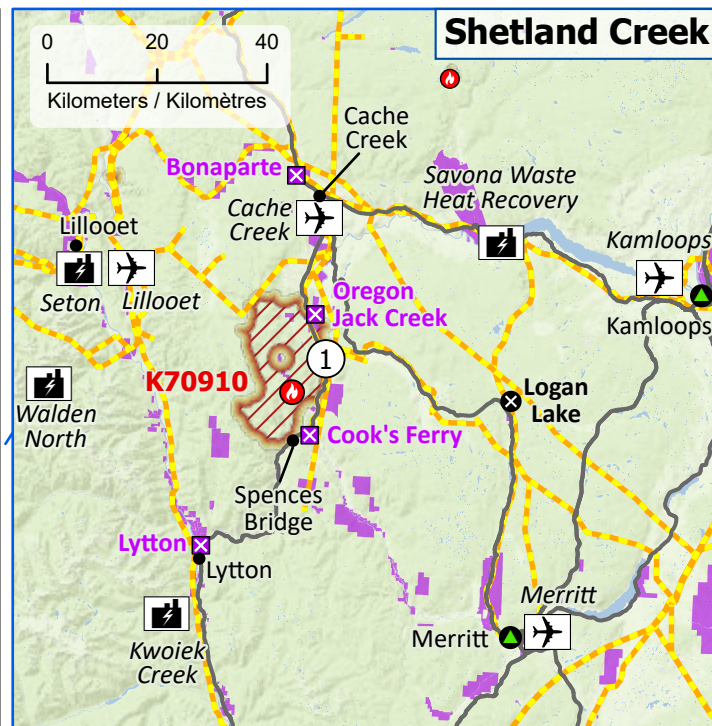 Shetland Creek
0 20 40
Kilometers / Kilomètres
Cache
Creek
Bonaparte
Savona Waste
Heat Recovery
Cache
Creek
Lillooet
Kamloops
Seton
Lillooet
Oregon
Jack Creek
Kamloops
1
K70910
Walden
North
Logan
Lake
Cook's Ferry
Spences
Bridge
Lytton
Lytton
Merritt
Merritt
Kwoiek
Creek